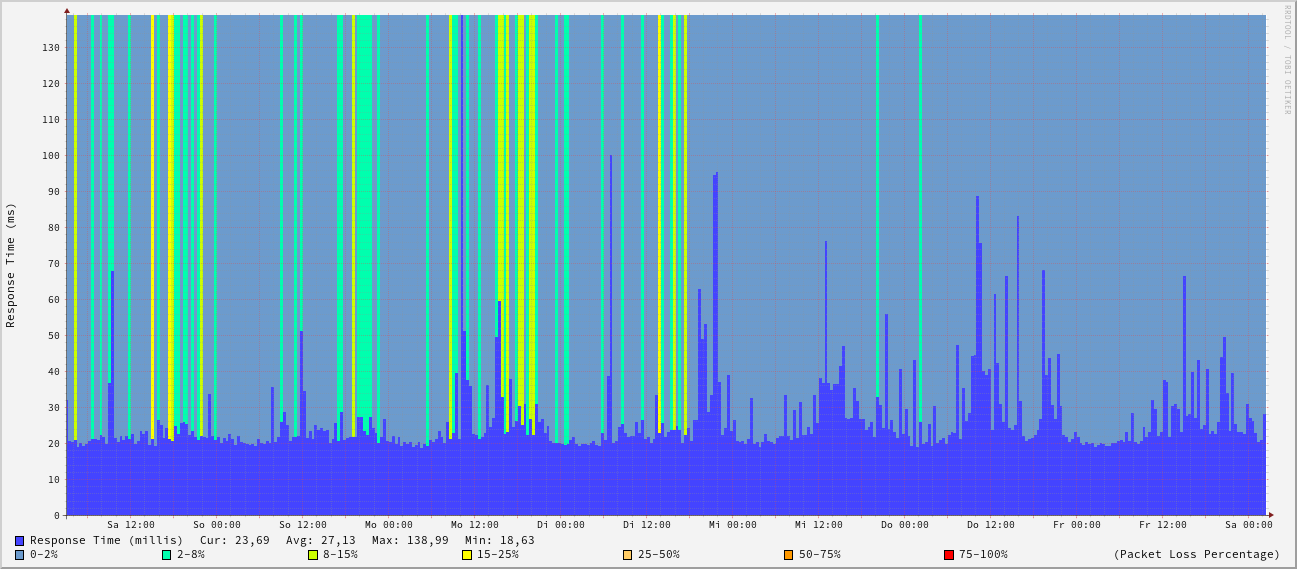 RRDTOOL / TOBI OETIKER
Response Time (ms)
130
120
110
100
90
80
70
60
50
40
30
20
10
0
Sa 12:00 So 00:00 So 12:00 Mo 00:00 Mo 12:00 Di 00:00 Di 12:00 Mi 00:00 Mi 12:00 Do 00:00 Do 12:00 Fr 00:00 Fr 12:00 Sa 00:00
Response Time (millis) Cur: 23,69 Avg: 27,13 Max: 138,99 Min: 18,63
0-2% 2-8% 8-15% 15-25% 25-50% 50-75% 75-100% (Packet Loss Percentage)